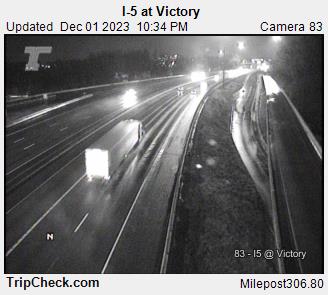 I-5 at Victory
Updated Dec 01 2023 10:34 PM Camera 83
T
N
83 - I5 @ Victory
TripCheck.com Milepost306.80